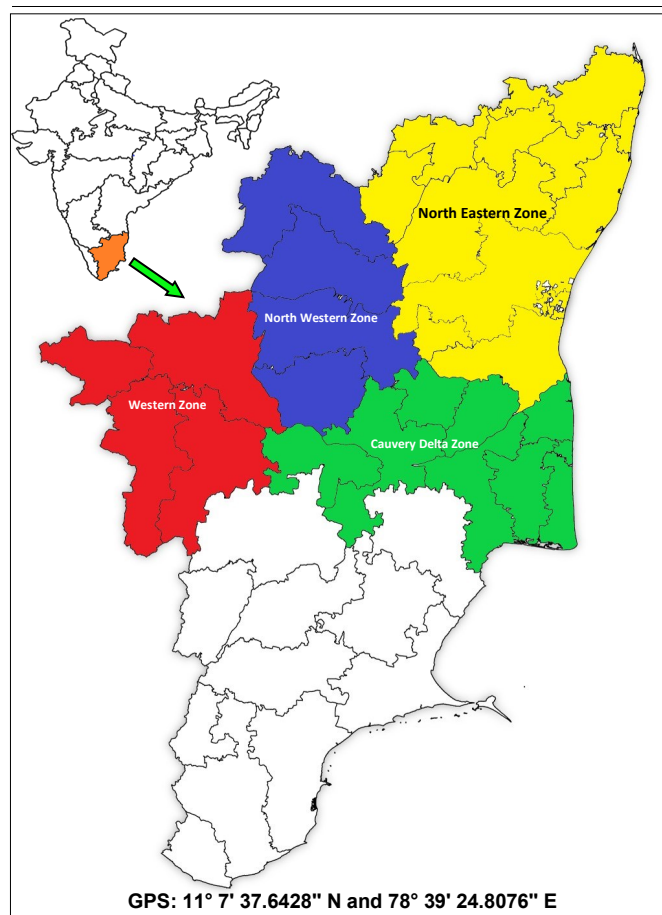 North Eastern Zone
North Western Zone
Western Zone
Cauvery Delta Zone
GPS: 11° 7' 37.6428" N and 78° 39' 24.8076" E